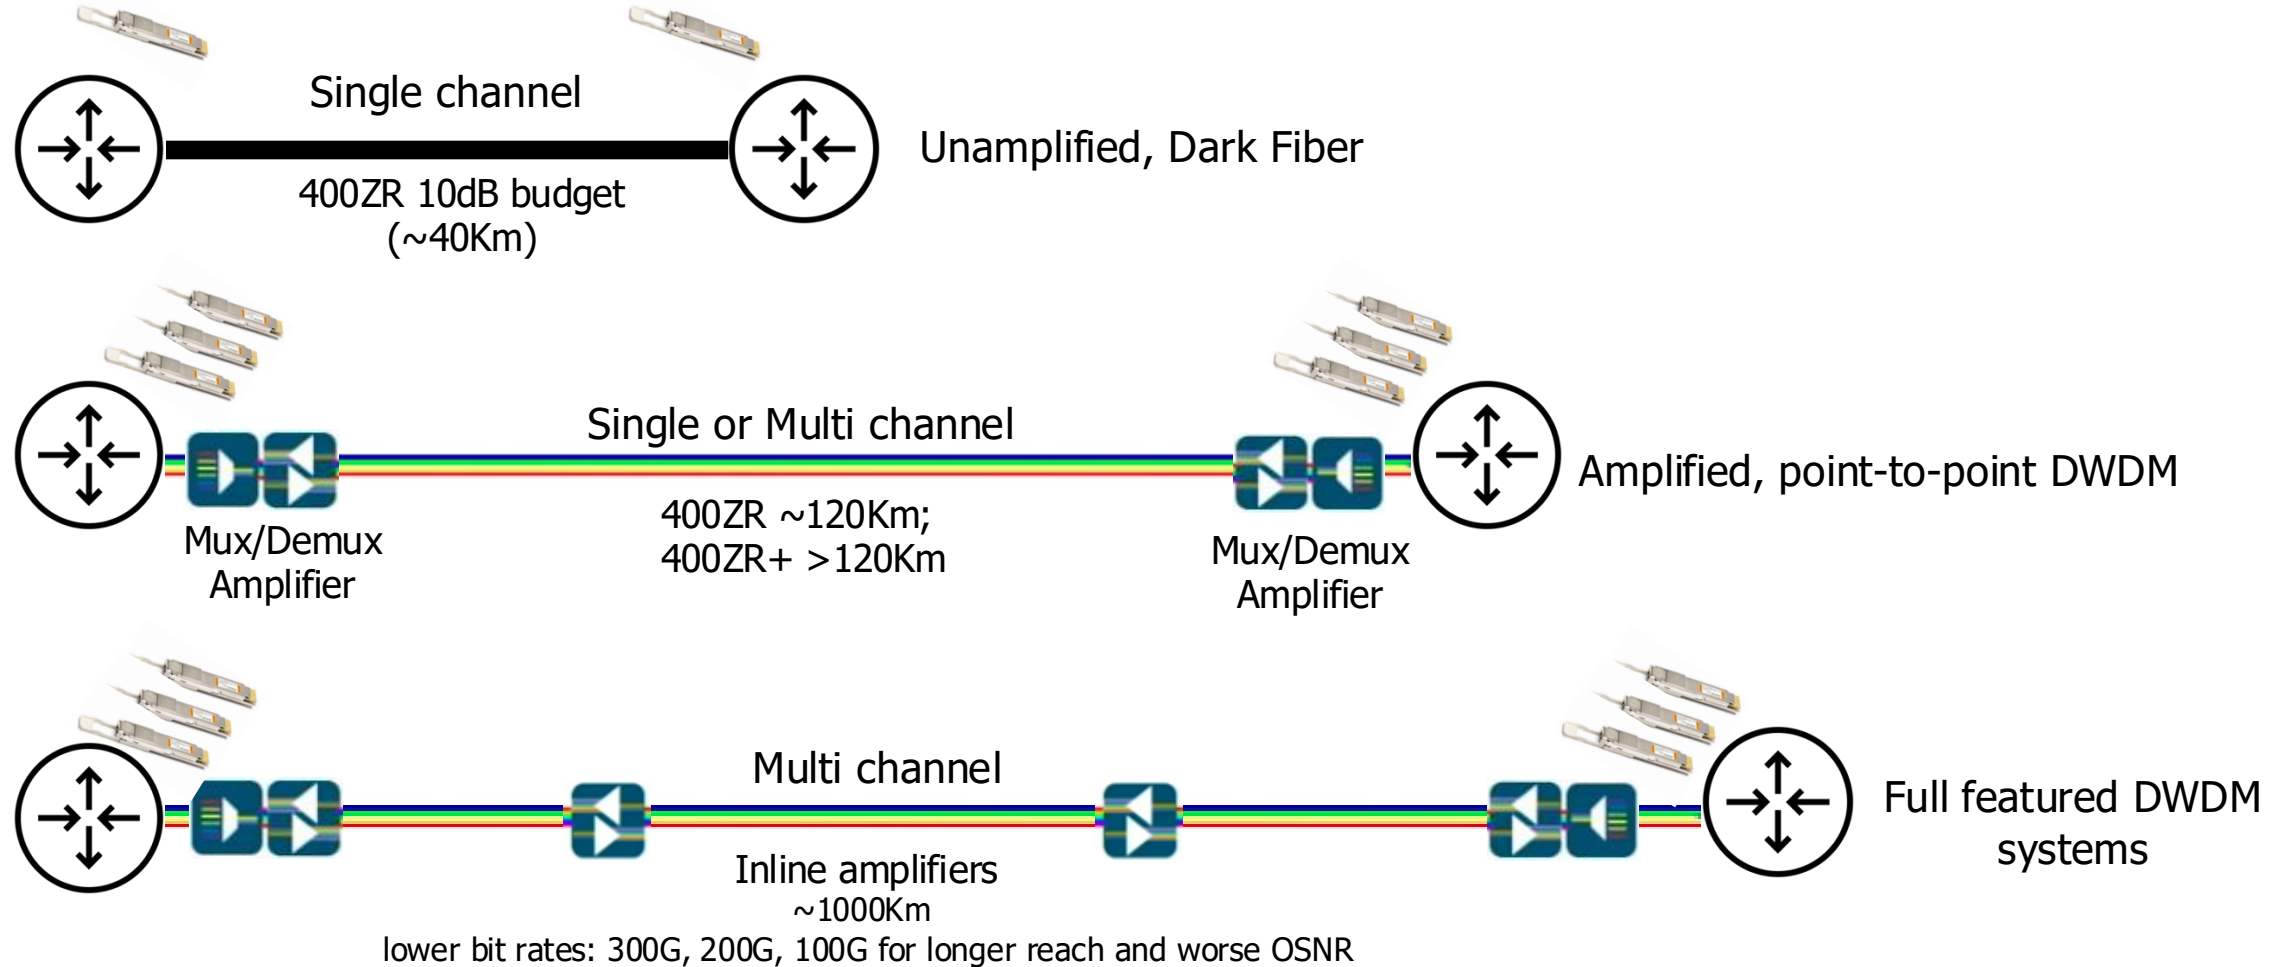 Single channel
Unamplified, Dark Fiber
400ZR 10dB budget
(~40Km)
Single or Multi channel
Amplified, point-to-point DWDM
400ZR ~120Km;
400ZR+ >120Km
Mux/Demux
Amplifier
Mux/Demux
Amplifier
Multi channel
Full featured DWDM
systems
Inline amplifiers
~1000Km
lower bit rates: 300G, 200G, 100G for longer reach and worse OSNR